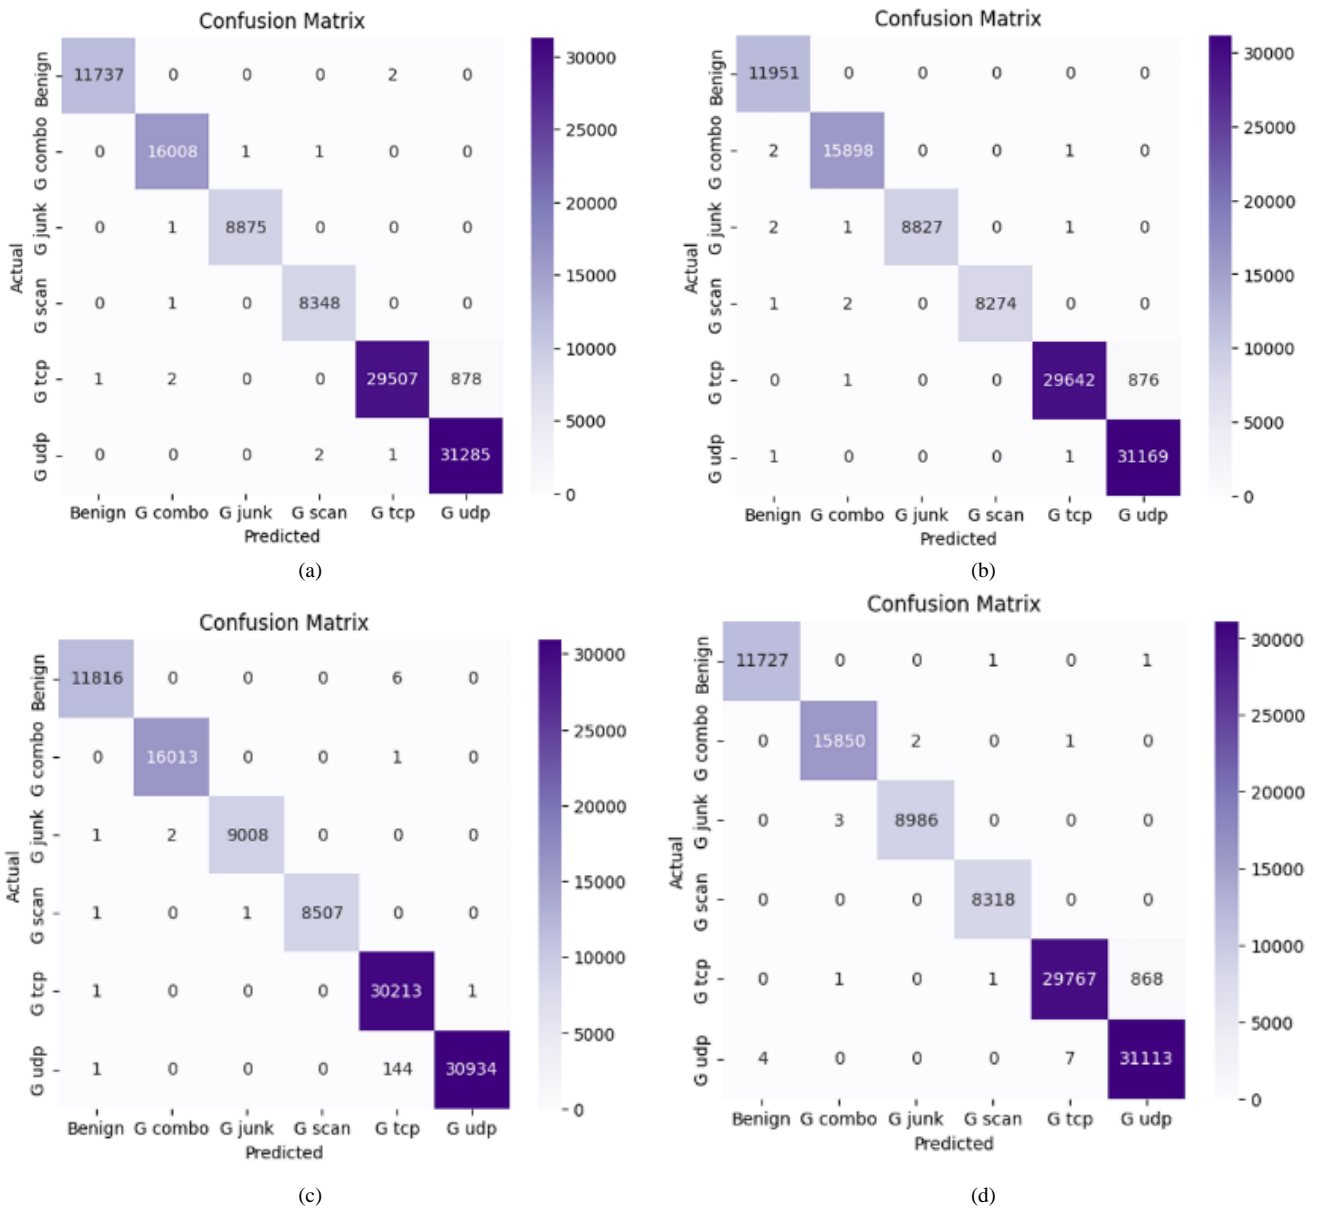 Confusion Matrix
Actual
Benign 11737 0 0 0 2 0
G combo 0 16008 1 1 0 0
G junk 0 1 8875 0 0 0
G scan 0 1 0 8348 0 0
G tcp 1 2 0 0 29507 878
G udp 0 0 0 2 1 31285
Benign G combo G junk G scan G tcp G udp
Predicted
30000
25000
20000
15000
10000
5000
0
(a)
Confusion Matrix
Benign 11951 0 0 0 0 0
G combo 2 15898 0 0 1 0
G junk 2 1 8827 0 1 0
G scan 1 2 0 8274 0 0
G tcp 0 1 0 0 29642 876
G udp 1 0 0 0 1 31169
Benign G combo G junk G scan G tcp G udp
Predicted
30000
25000
20000
15000
10000
5000
0
(b)
Confusion Matrix
Actual
Benign 11816 0 0 0 6 0
G combo 0 16013 0 0 1 0
G junk 1 2 9008 0 0 0
G scan 1 0 1 8507 0 0
G tcp 1 0 0 0 30213 1
G udp 1 0 0 0 144 30934
Benign G combo G junk G scan G tcp G udp
Predicted
30000
25000
20000
15000
10000
5000
0
(c)
Confusion Matrix
Actual
Benign 11727 0 0 1 0 1
G combo 0 15850 2 0 1 0
G junk 0 3 8986 0 0 0
G scan 0 0 0 8318 0 0
G tcp 0 1 0 1 29767 868
G udp 4 0 0 0 7 31113
Benign G combo G junk G scan G tcp G udp
Predicted
30000
25000
20000
15000
10000
5000
0
(d)